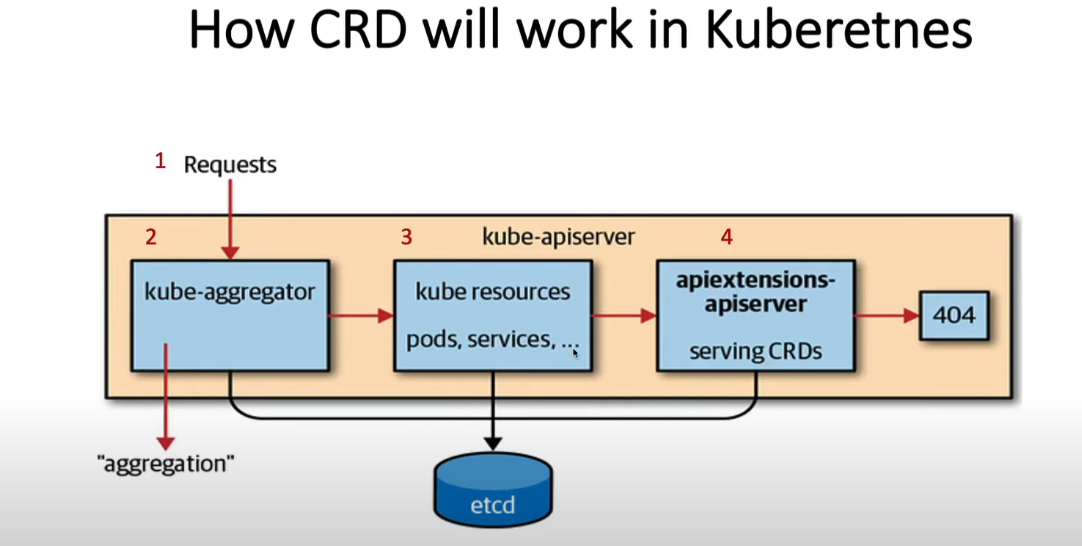 How CRD will work in Kuberetnes
1 Requests
2
3
kube-apiserver
4
kube-aggregator
kube resources
pods, services, ...
apiextensions-
apiserver
serving CRDs
404
"aggregation"
etcd